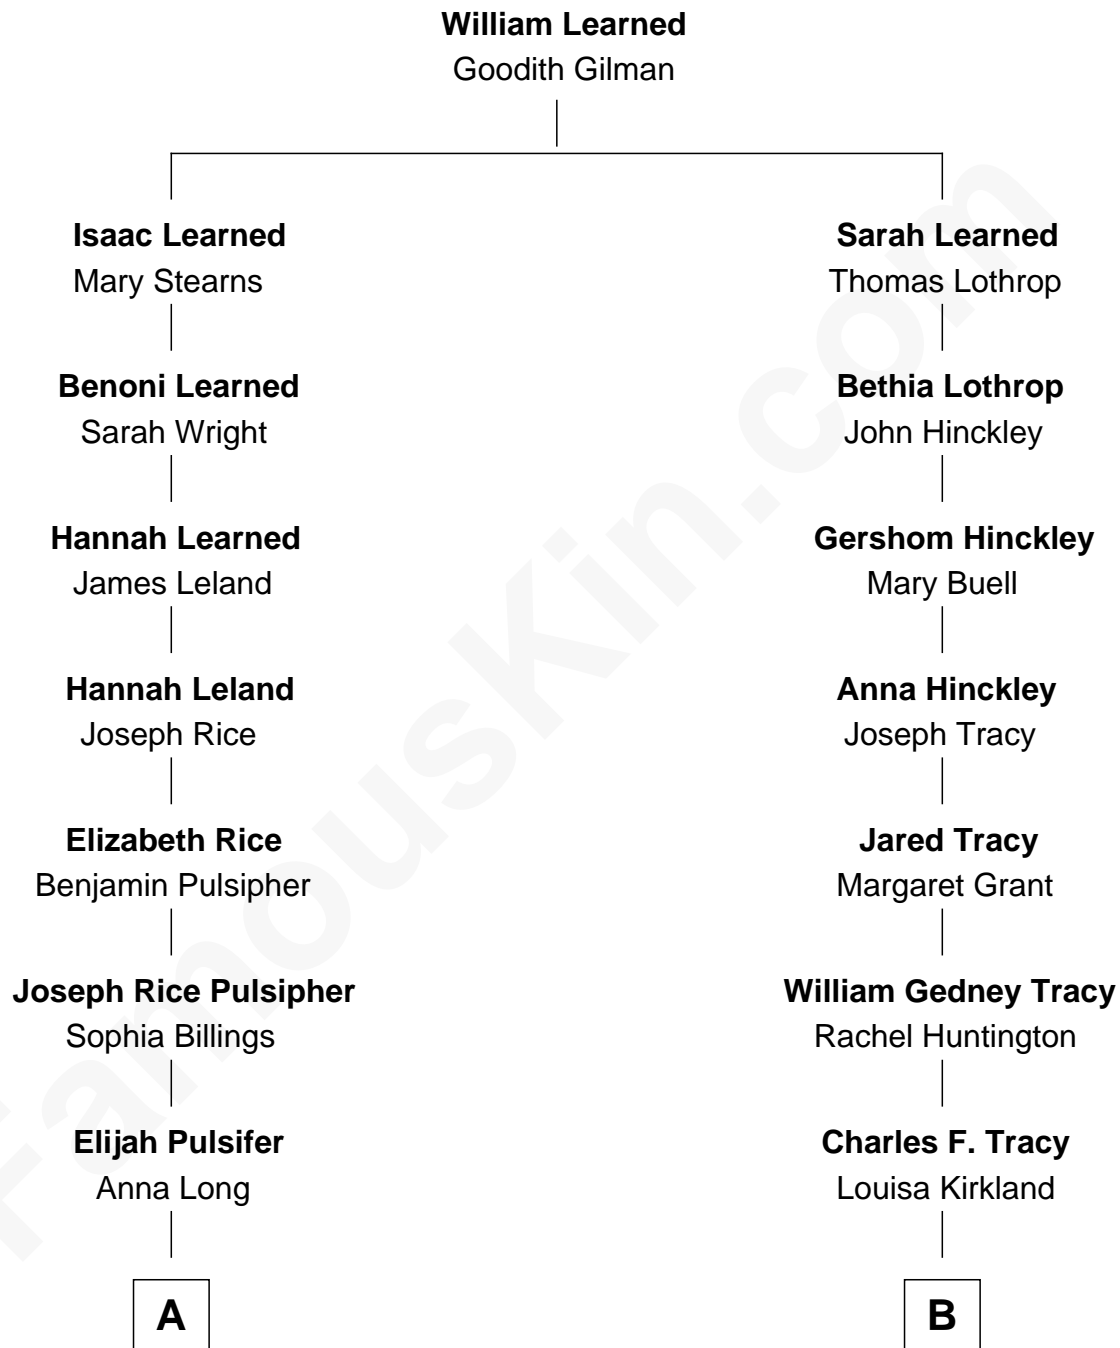 William Learned
Goodith Gilman
Isaac Learned
Mary Stearns
Sarah Learned
Thomas Lothrop
Benoni Learned
Sarah Wright
Bethia Lothrop
John Hinckley
Hannah Learned
James Leland
Gershom Hinckley
Mary Buell
Hannah Leland
Joseph Rice
Anna Hinckley
Joseph Tracy
Elizabeth Rice
Benjamin Pulsipher
Jared Tracy
Margaret Grant
Joseph Rice Pulsipher
Sophia Billings
William Gedney Tracy
Rachel Huntington
Elijah Pulsifer
Anna Long
Charles F. Tracy
Louisa Kirkland
A
B
FamousKin.com